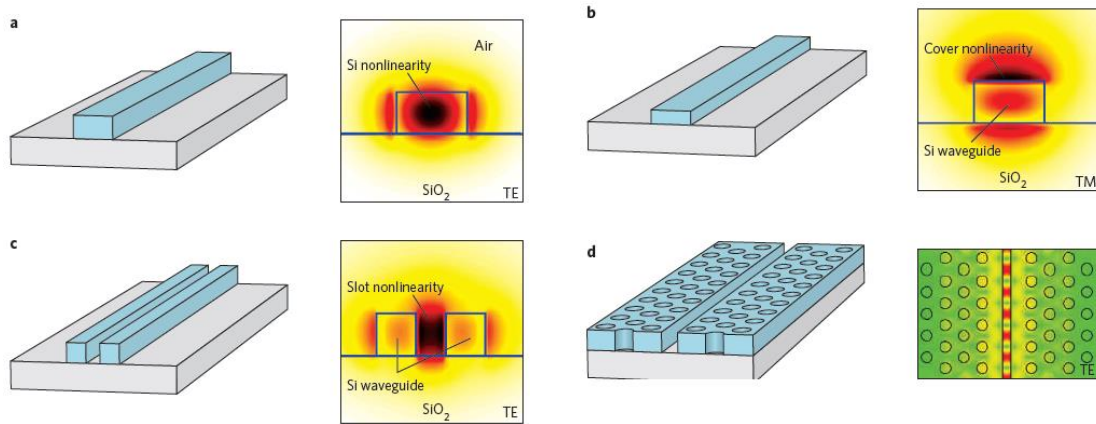 a
Air
Si nonlinearity
SiO2
TE
b
Cover nonlinearity
Si waveguide
SiO2
TM
c
Slot nonlinearity
Si waveguide
SiO2
TE
d
TE